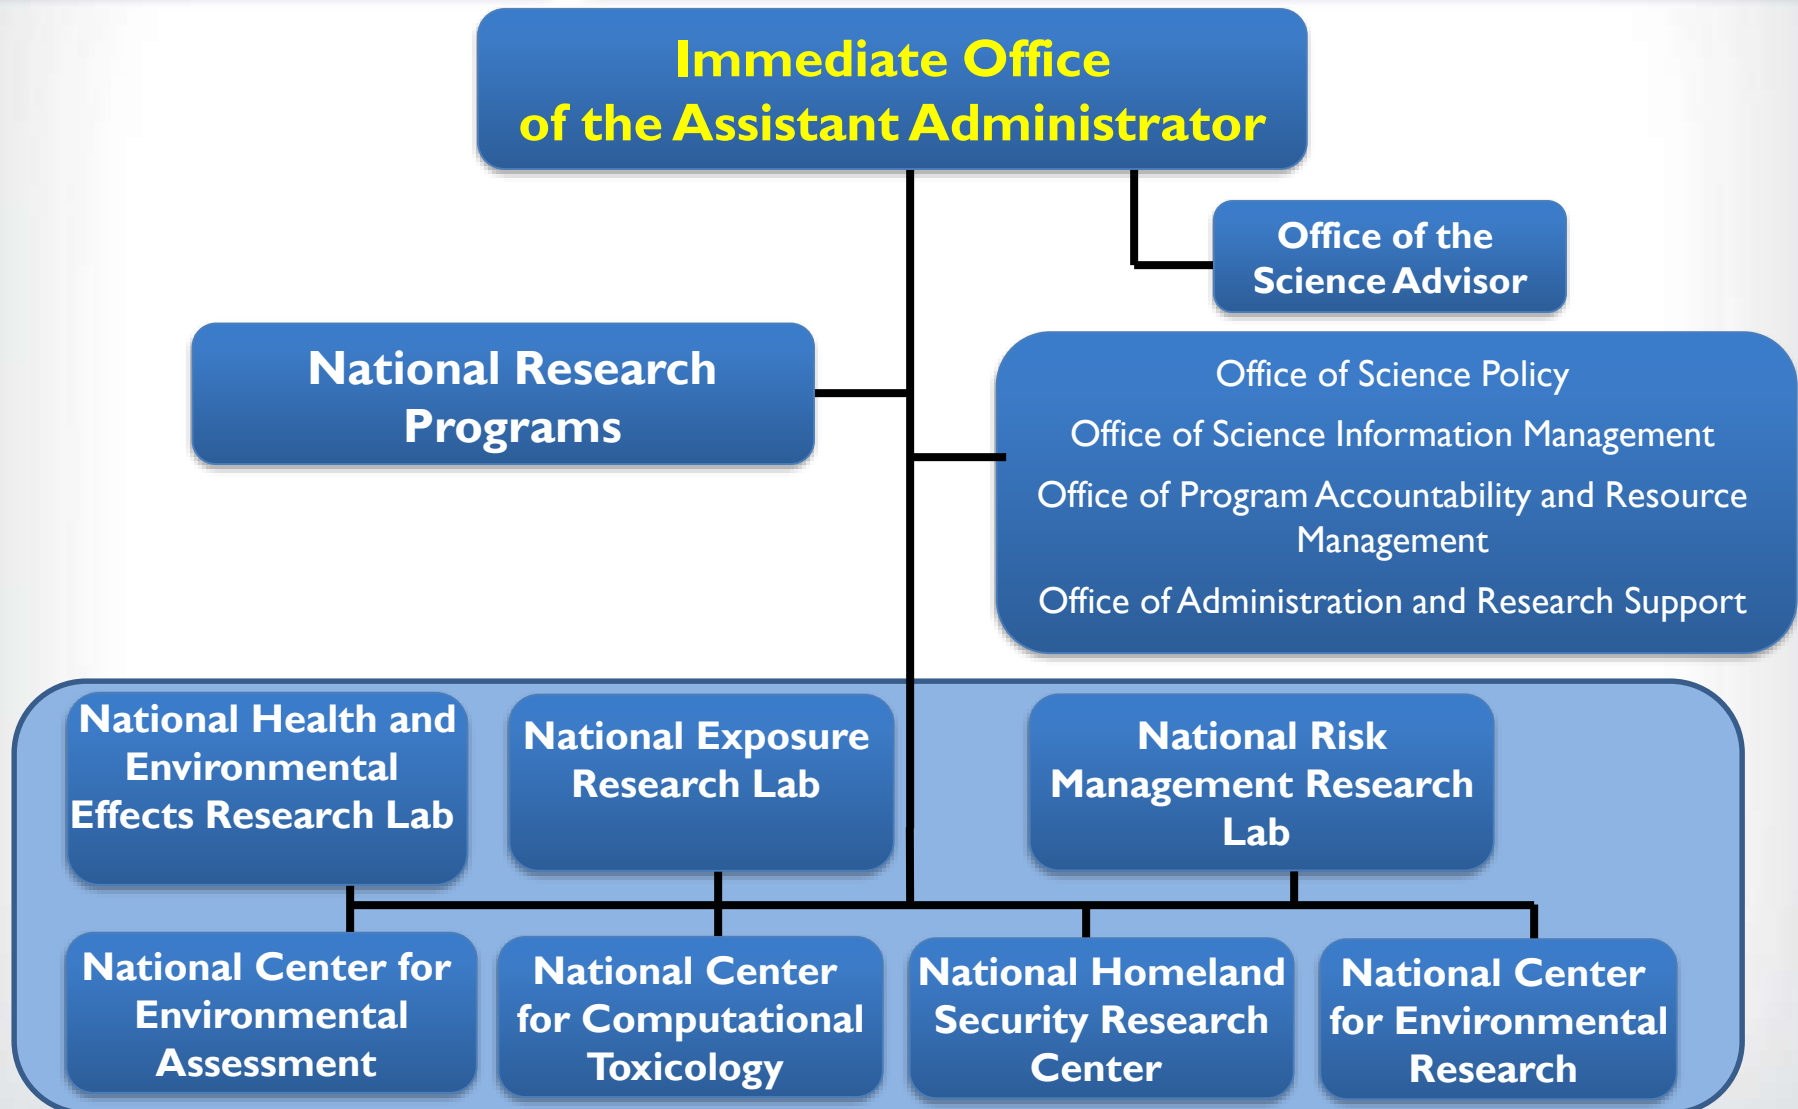 Immediate Office
of the Assistant Administrator
Office of the
Science Advisor
National Research
Programs
Office of Science Policy
Office of Science Information Management
Office of Program Accountability and Resource
Management
Office of Administration and Research Support
National Health and
Environmental
Effects Research Lab
National Exposure
Research Lab
National Risk
Management Research
Lab
National Center for
Environmental
Assessment
National Center
for Computational
Toxicology
National Homeland
Security Research
Center
National Center
for Environmental
Research